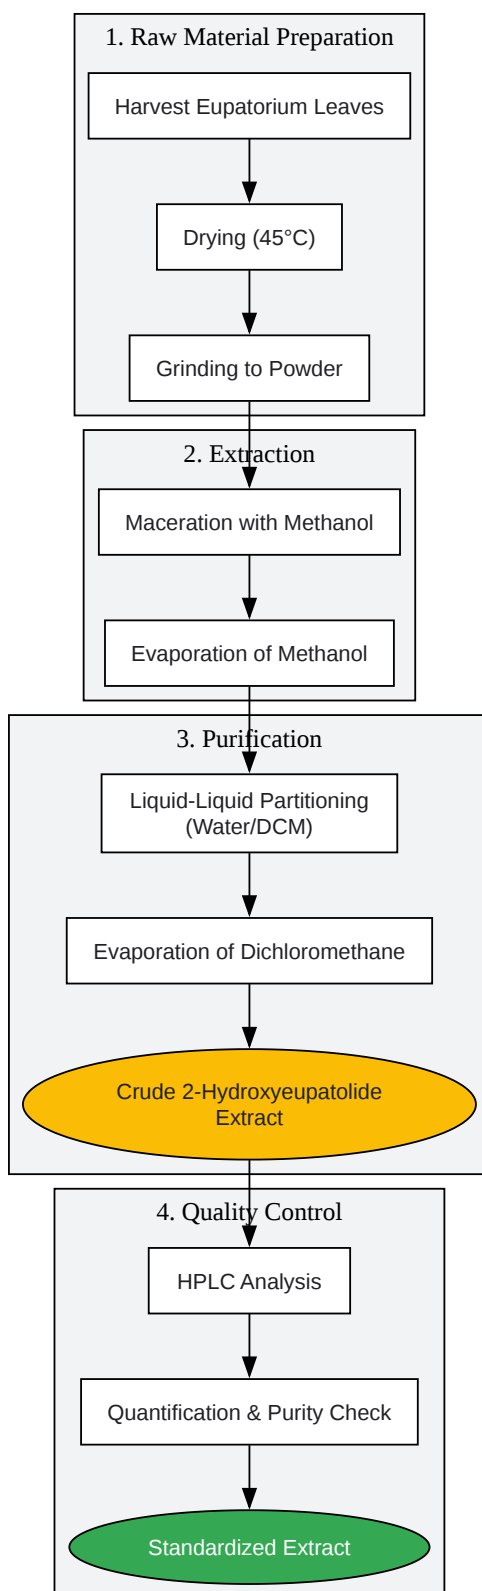 1. Raw Material Preparation
Harvest Eupatorium Leaves
Drying (45°C)
Grinding to Powder
2. Extraction
Maceration with Methanol
Evaporation of Methanol
3. Purification
Liquid-Liquid Partitioning
(Water/DCM)
Evaporation of Dichloromethane
Crude 2-Hydroxyeupatolide
Extract
4. Quality Control
HPLC Analysis
Quantification & Purity Check
Standardized Extract